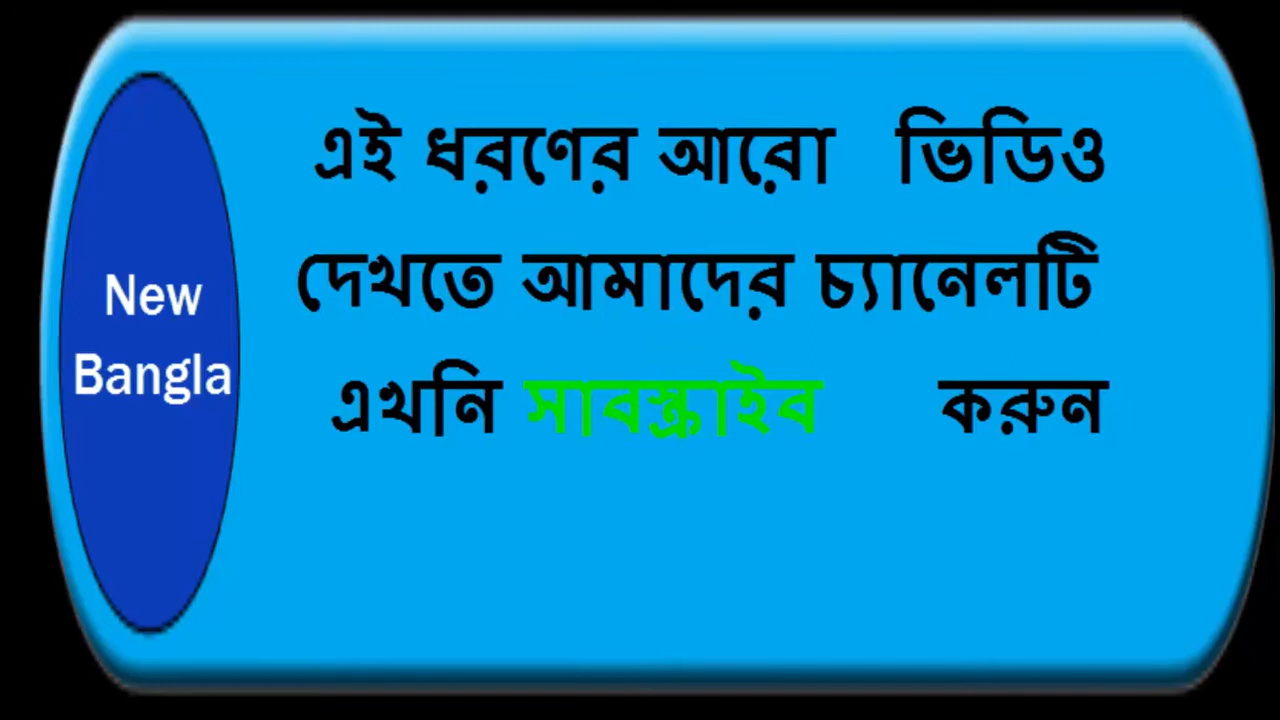 New
Bangla
এই ধরণের আরো ভিডিও
দেখতে আমাদের চ্যানেলটি
এখনি সাবস্ক্রাইব করুন